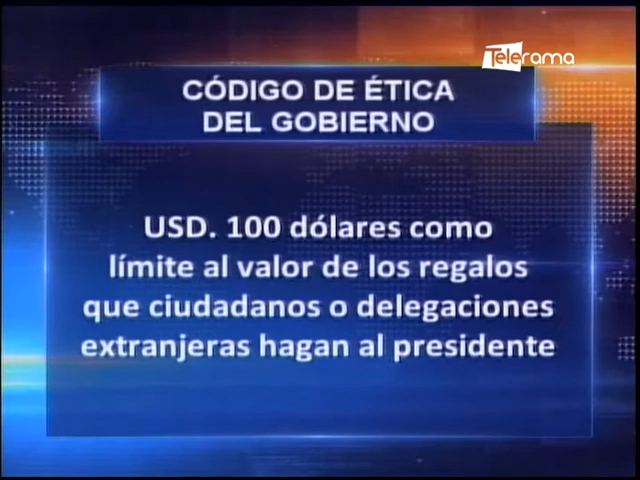 Telerama
CÓDIGO DE ÉTICA
DEL GOBIERNO
USD. 100 dólares como
límite al valor de los regalos
que ciudadanos o delegaciones
extranjeras hagan al presidente